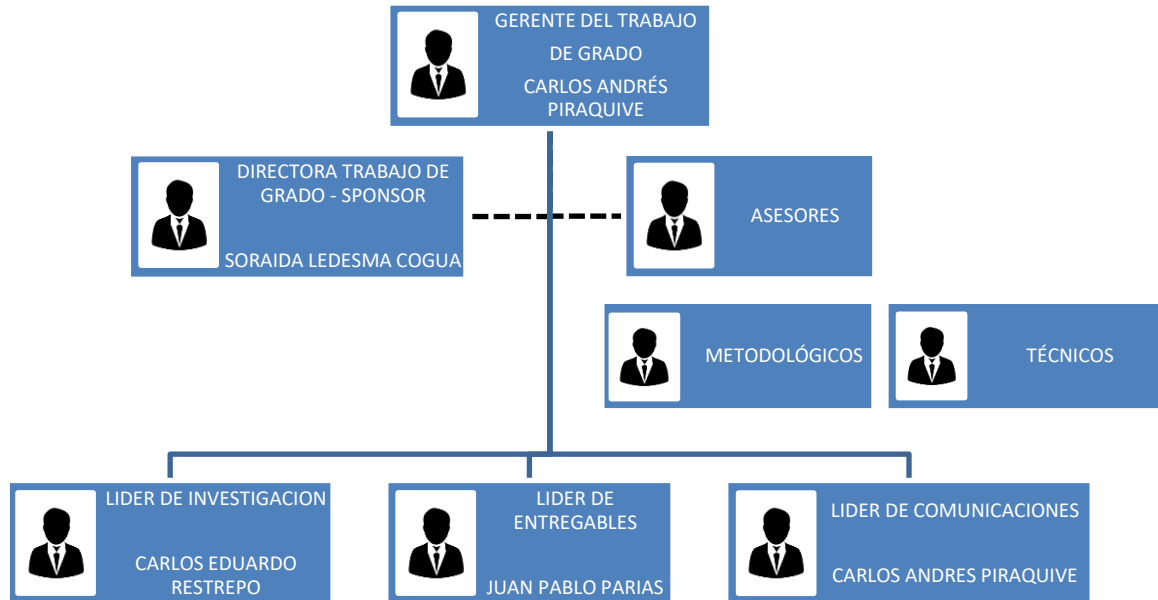 GERENTE DEL TRABAJO
DE GRADO
CARLOS ANDRÉS
PIRAQUIVE
DIRECTORA TRABAJO DE
GRADO - SPONSOR
SORAIDA LEDESMA COGUA
ASESORES
METODOLÓGICOS
TÉCNICOS
LIDER DE INVESTIGACION
CARLOS EDUARDO
RESTREPO
LIDER DE
ENTREGABLES
JUAN PABLO PARIAS
LIDER DE COMUNICACIONES
CARLOS ANDRES PIRAQUIVE